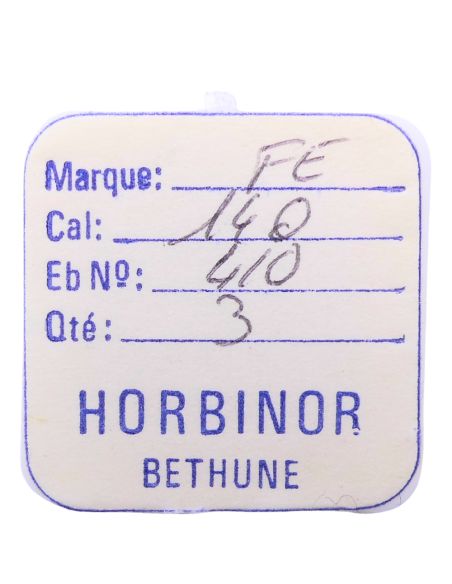 Marque: FE
Cal: 140
Eb Nº: 410
Qté: 3
HORBINOR
BETHUNE